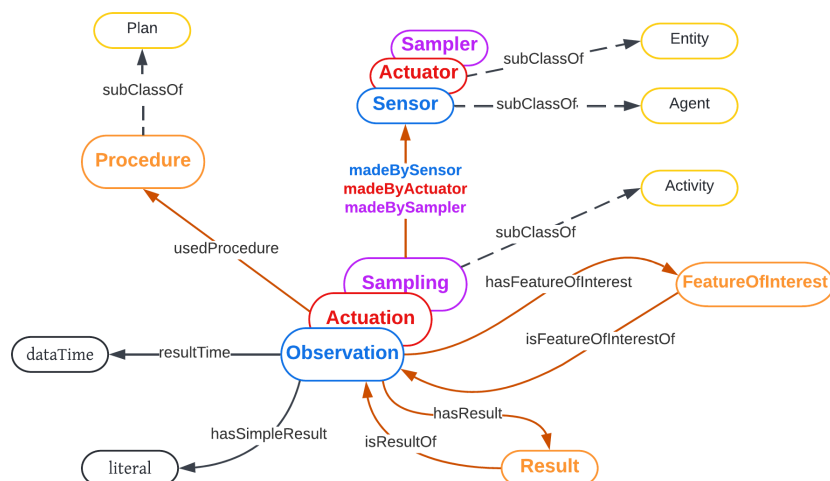 Plan
Sampler
Entity
subClassOf
Actuator
subClassOf
Sensor
subClassOf
Agent
Procedure
madeBySensor
madeByActuator
madeBySampler
Activity
subClassOf
usedProcedure
Sampling
hasFeatureOfInterest
FeatureOfInterest
Actuation
isFeatureOfInterestOf
dataTime
resultTime
Observation
hasResult
hasSimpleResult
isResultOf
literal
Result